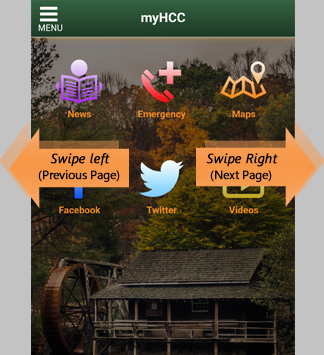 myHCC
MENU
News
Emergency
Maps
Swipe left
(Previous Page)
Swipe Right
(Next Page)
Facebook
Twitter
Videos